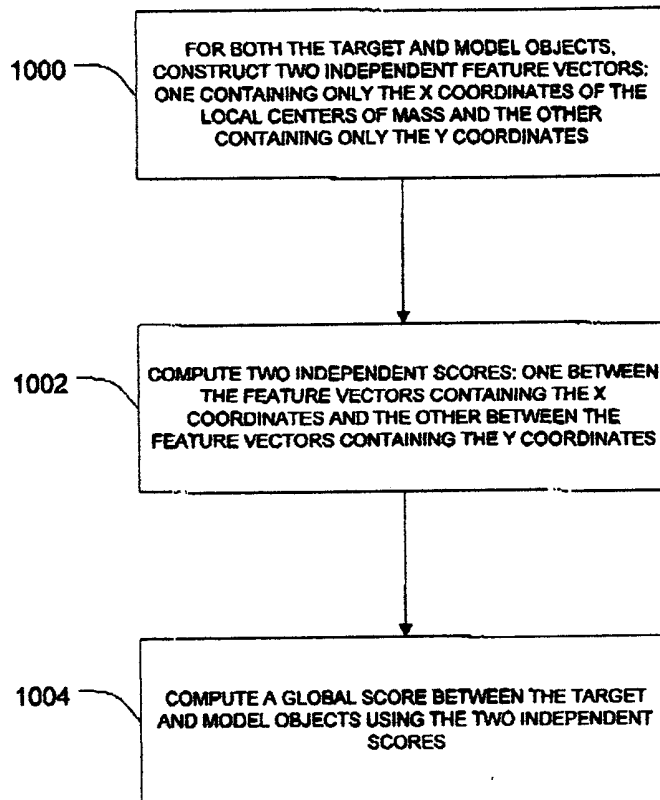 1000
FOR BOTH THE TARGET AND MODEL OBJECTS,
CONSTRUCT TWO INDEPENDENT FEATURE VECTORS:
ONE CONTAINING ONLY THE X COORDINATES OF THE
LOCAL CENTERS OF MASS AND THE OTHER
CONTAINING ONLY THE Y COORDINATES
1002
COMPUTE TWO INDEPENDENT SCORES: ONE BETWEEN
THE FEATURE VECTORS CONTAINING THE X
COORDINATES AND THE OTHER BETWEEN THE
FEATURE VECTORS CONTAINING THE Y COORDINATES
1004
COMPUTE A GLOBAL SCORE BETWEEN THE TARGET
AND MODEL OBJECTS USING THE TWO INDEPENDENT
SCORES